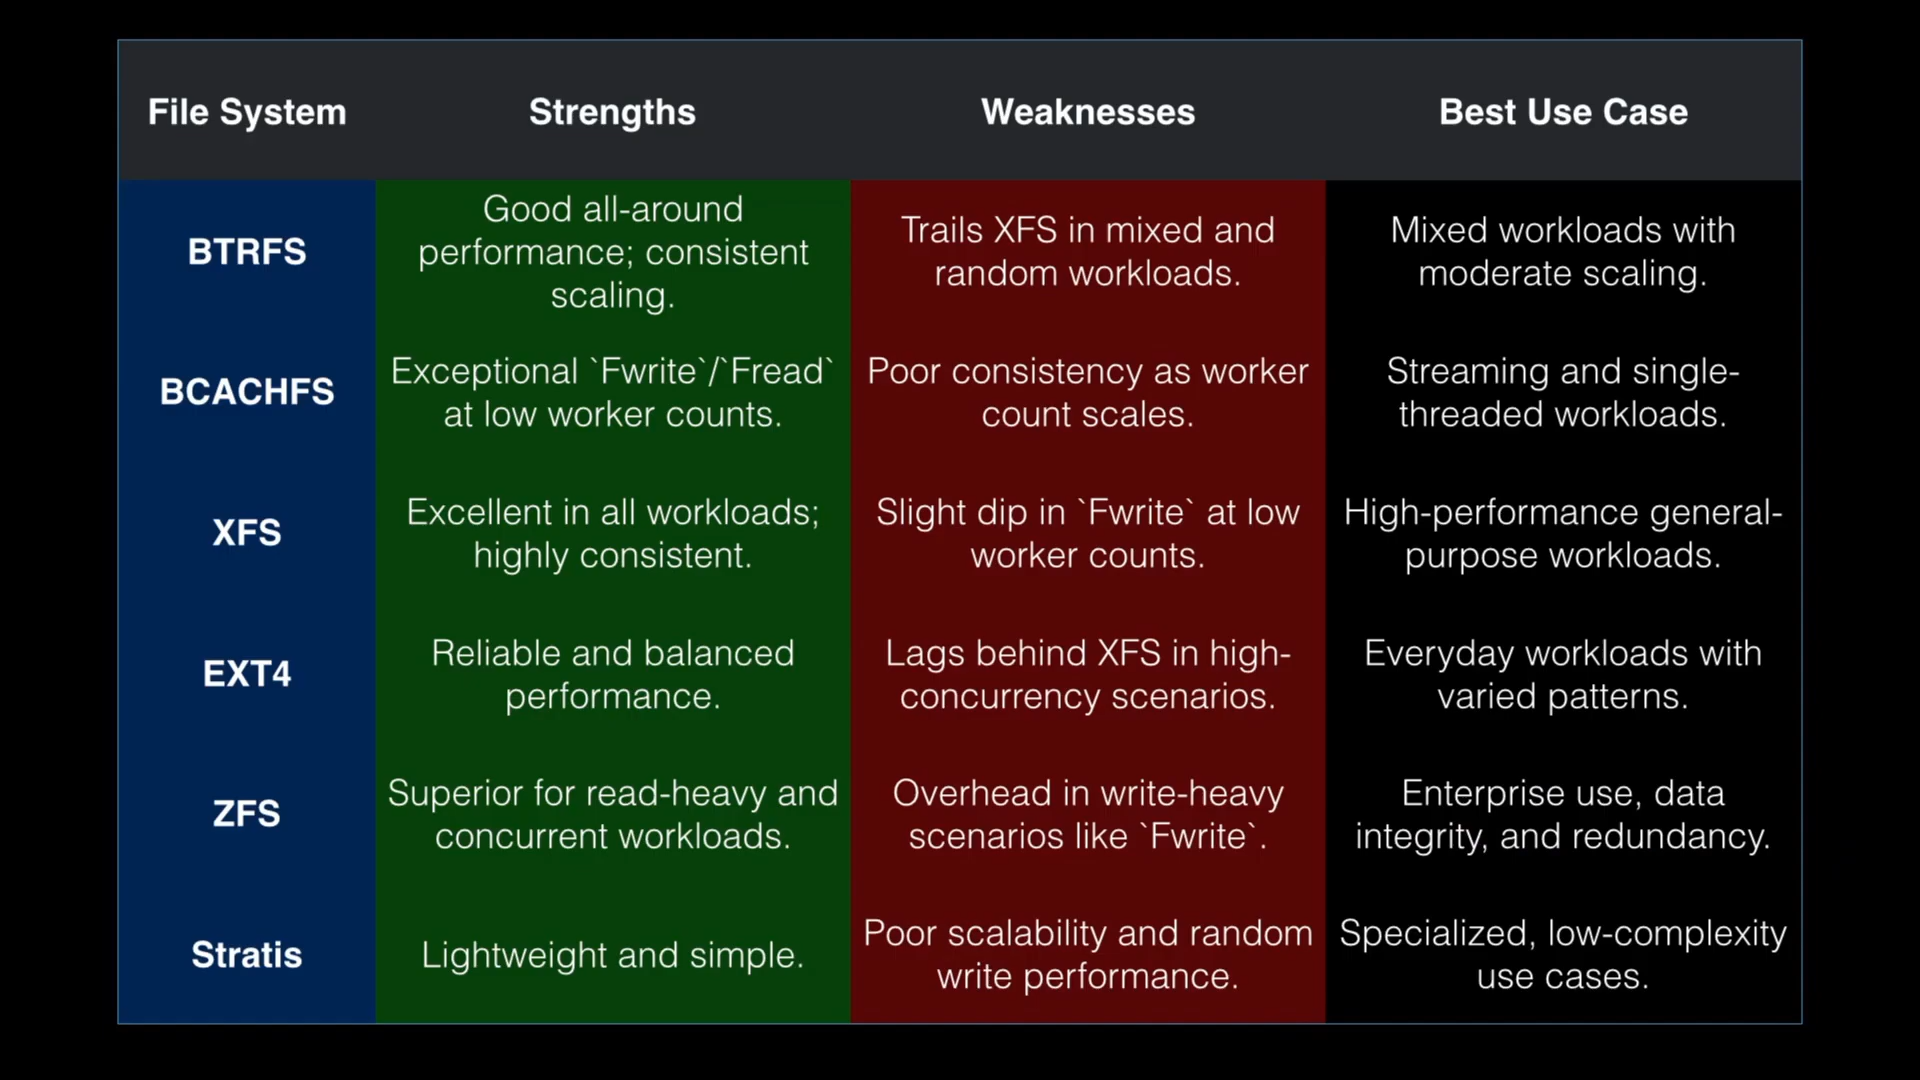 File System
Strengths
Weaknesses
Best Use Case
BTRFS
Good all-around
performance; consistent
scaling.
Trails XFS in mixed and
random workloads.
Mixed workloads with
moderate scaling.
BCACHFS
Exceptional `Fwrite`/`Fread`
at low worker counts.
Poor consistency as worker
count scales.
Streaming and single-
threaded workloads.
XFS
Excellent in all workloads;
highly consistent.
Slight dip in `Fwrite` at low
worker counts.
High-performance general-
purpose workloads.
EXT4
Reliable and balanced
performance.
Lags behind XFS in high-
concurrency scenarios.
Everyday workloads with
varied patterns.
ZFS
Superior for read-heavy and
concurrent workloads.
Overhead in write-heavy
scenarios like `Fwrite`.
Enterprise use, data
integrity, and redundancy.
Stratis
Lightweight and simple.
Poor scalability and random
write performance.
Specialized, low-complexity
use cases.